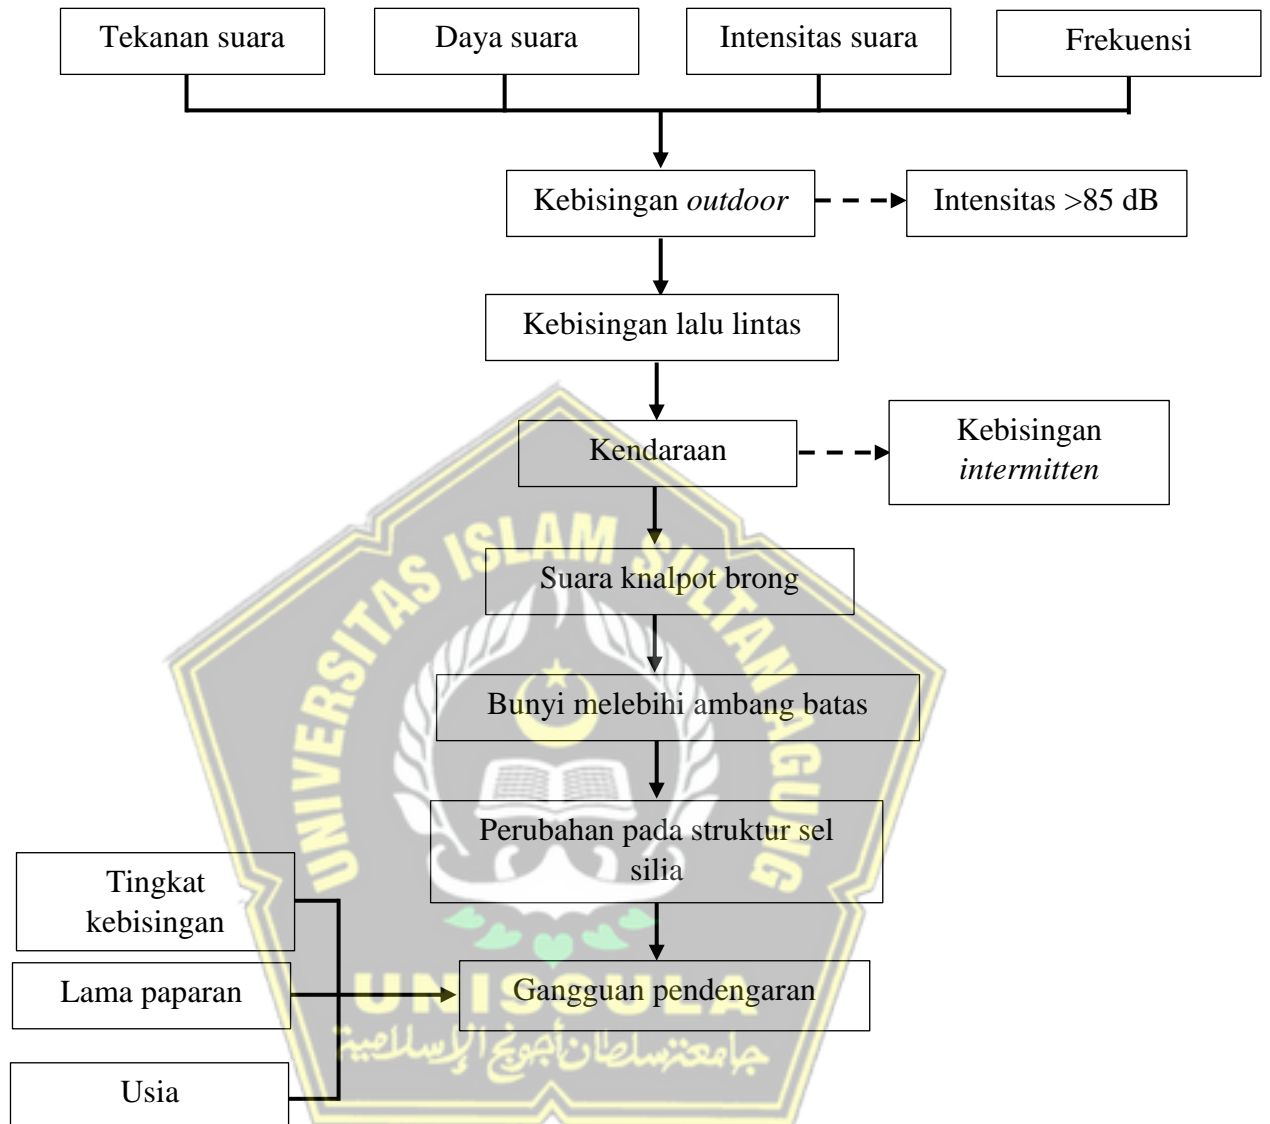 Tekanan suara
Daya suara
Intensitas suara
Frekuensi
Kebisingan outdoor
Intensitas >85 dB
Kebisingan lalu lintas
Kendaraan
Kebisingan
intermitten
Suara knalpot brong
Bunyi melebihi ambang batas
Perubahan pada struktur sel
silia
Tingkat
kebisingan
Lama paparan
Gangguan pendengaran
Usia
UNIVERSITAS ISLAM SULTAN AGUNG
UNISSULA
جامعة سلطان أجونج الإسلامية